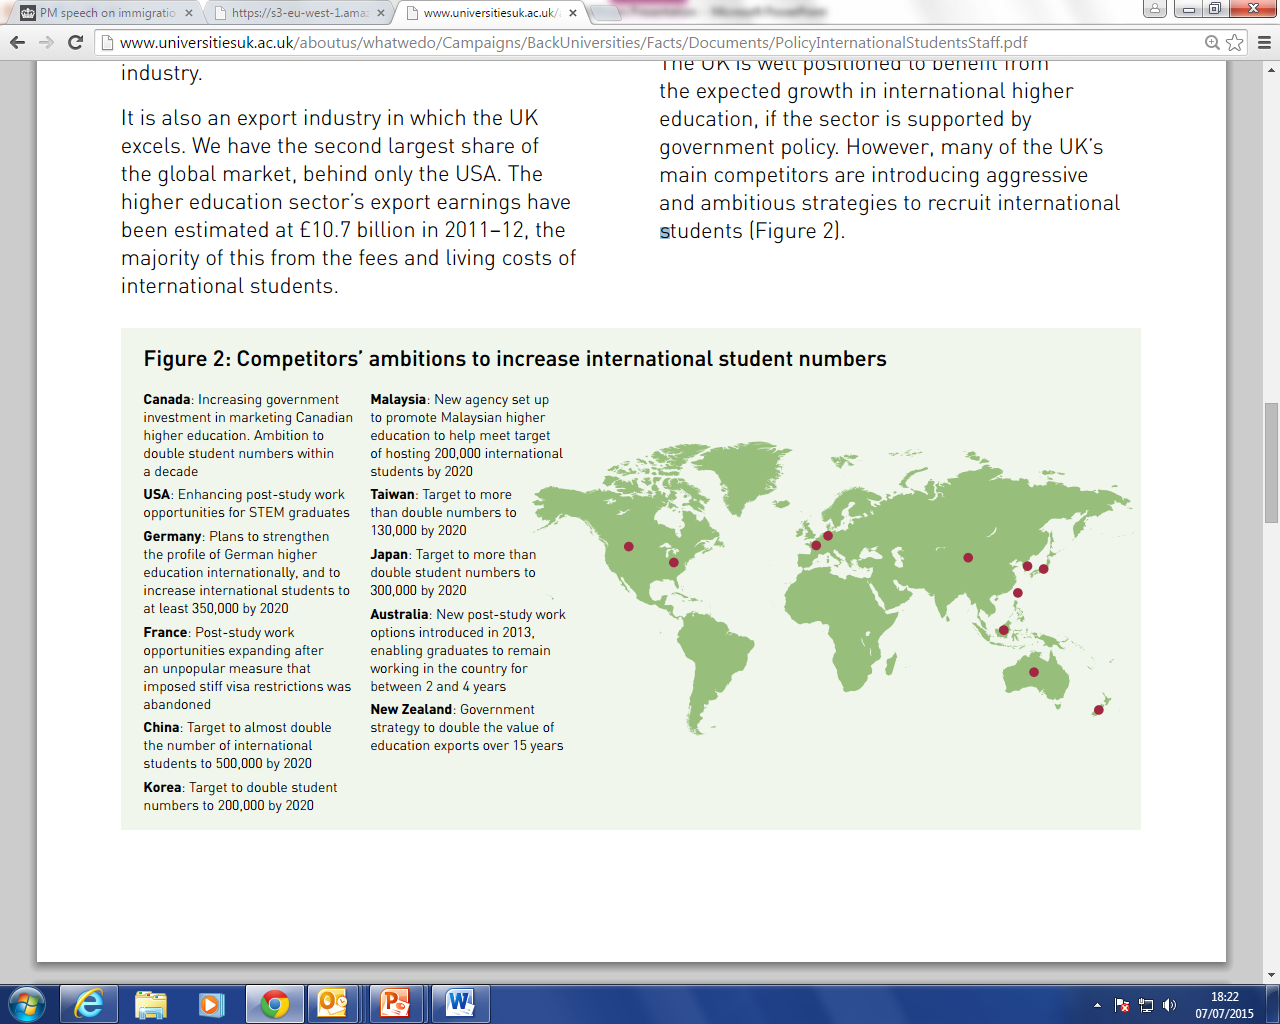 PM speech on immigratio
https://s3-eu-west-1.ama
www.universitiesuk.ac.uk/
Presentation - Microsoft PowerPoint
www.universitiesuk.ac.uk/aboutus/whatwedo/Campaigns/BackUniversities/Facts/Documents/PolicyInternationalStudentsStaff.pdf
industry.
It is also an export industry in which the UK
excels. We have the second largest share of
the global market, behind only the USA. The
higher education sector's export earnings have
been estimated at £10.7 billion in 2011–12, the
majority of this from the fees and living costs of
international students.
The UK is well positioned to benefit from
the expected growth in international higher
education, if the sector is supported by
government policy. However, many of the UK's
main competitors are introducing aggressive
and ambitious strategies to recruit international
students (Figure 2).
Figure 2: Competitors' ambitions to increase international student numbers
Canada: Increasing government
investment in marketing Canadian
higher education. Ambition to
double student numbers within
a decade
USA: Enhancing post-study work
opportunities for STEM graduates
Germany: Plans to strengthen
the profile of German higher
education internationally, and to
increase international students to
at least 350,000 by 2020
France: Post-study work
opportunities expanding after
an unpopular measure that
imposed stiff visa restrictions was
abandoned
China: Target to almost double
the number of international
students to 500,000 by 2020
Korea: Target to double student
numbers to 200,000 by 2020
Malaysia: New agency set up
to promote Malaysian higher
education to help meet target
of hosting 200,000 international
students by 2020
Taiwan: Target to more
than double numbers to
130,000 by 2020
Japan: Target to more than
double student numbers to
300,000 by 2020
Australia: New post-study work
options introduced in 2013,
enabling graduates to remain
working in the country for
between 2 and 4 years
New Zealand: Government
strategy to double the value of
education exports over 15 years
18:22
07/07/2015